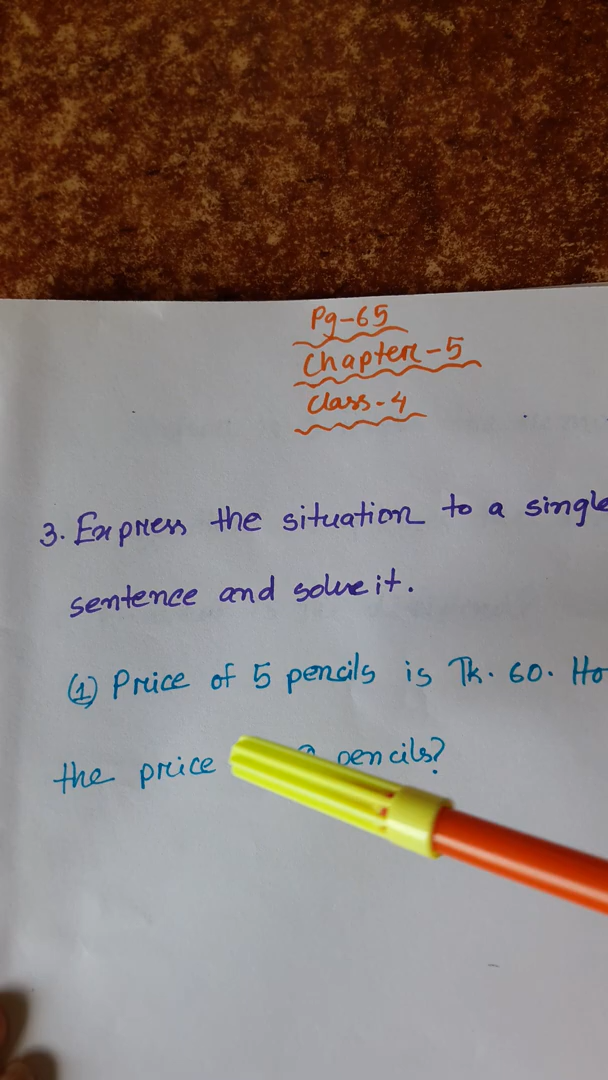 Pg-65
Chapter-5
Class-4
3. Express the situation to a single
sentence and solve it.
(1) Price of 5 pencils is Tk. 60. Ho
the price pencils?